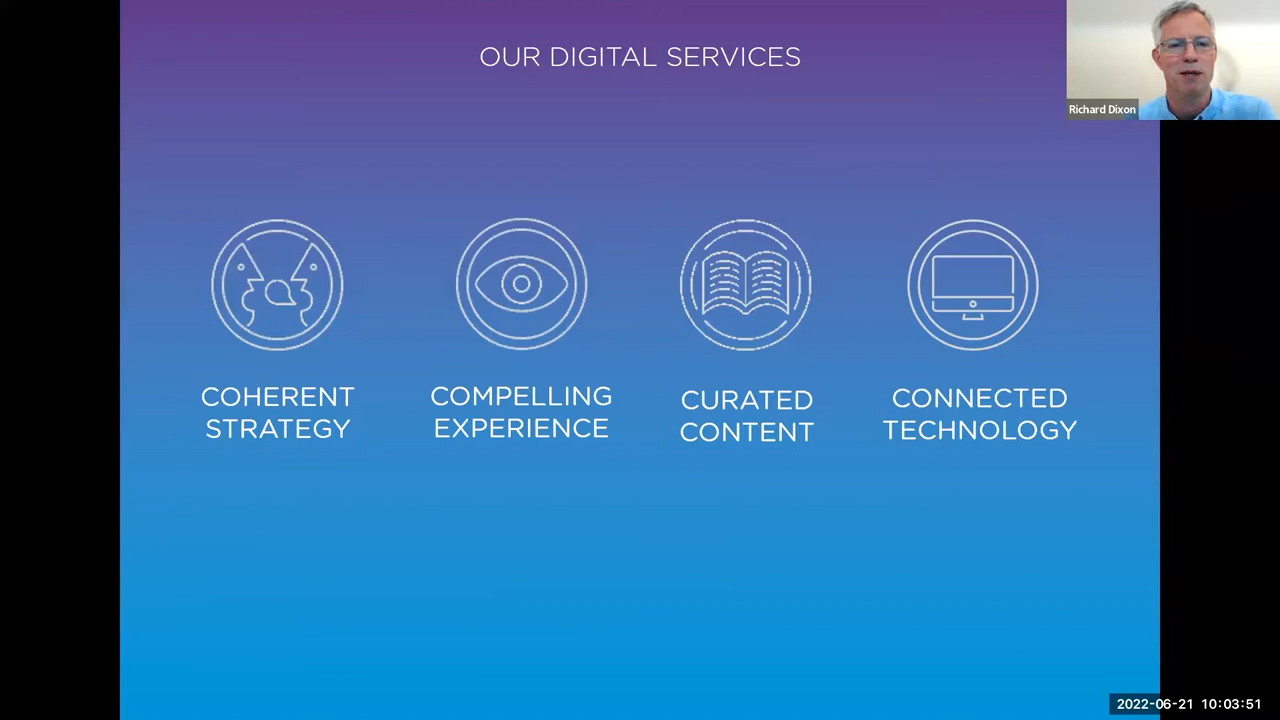 OUR DIGITAL SERVICES
Richard Dixon
COHERENT
STRATEGY
COMPELLING
EXPERIENCE
CURATED
CONTENT
CONNECTED
TECHNOLOGY
2022-06-21 10:03:51